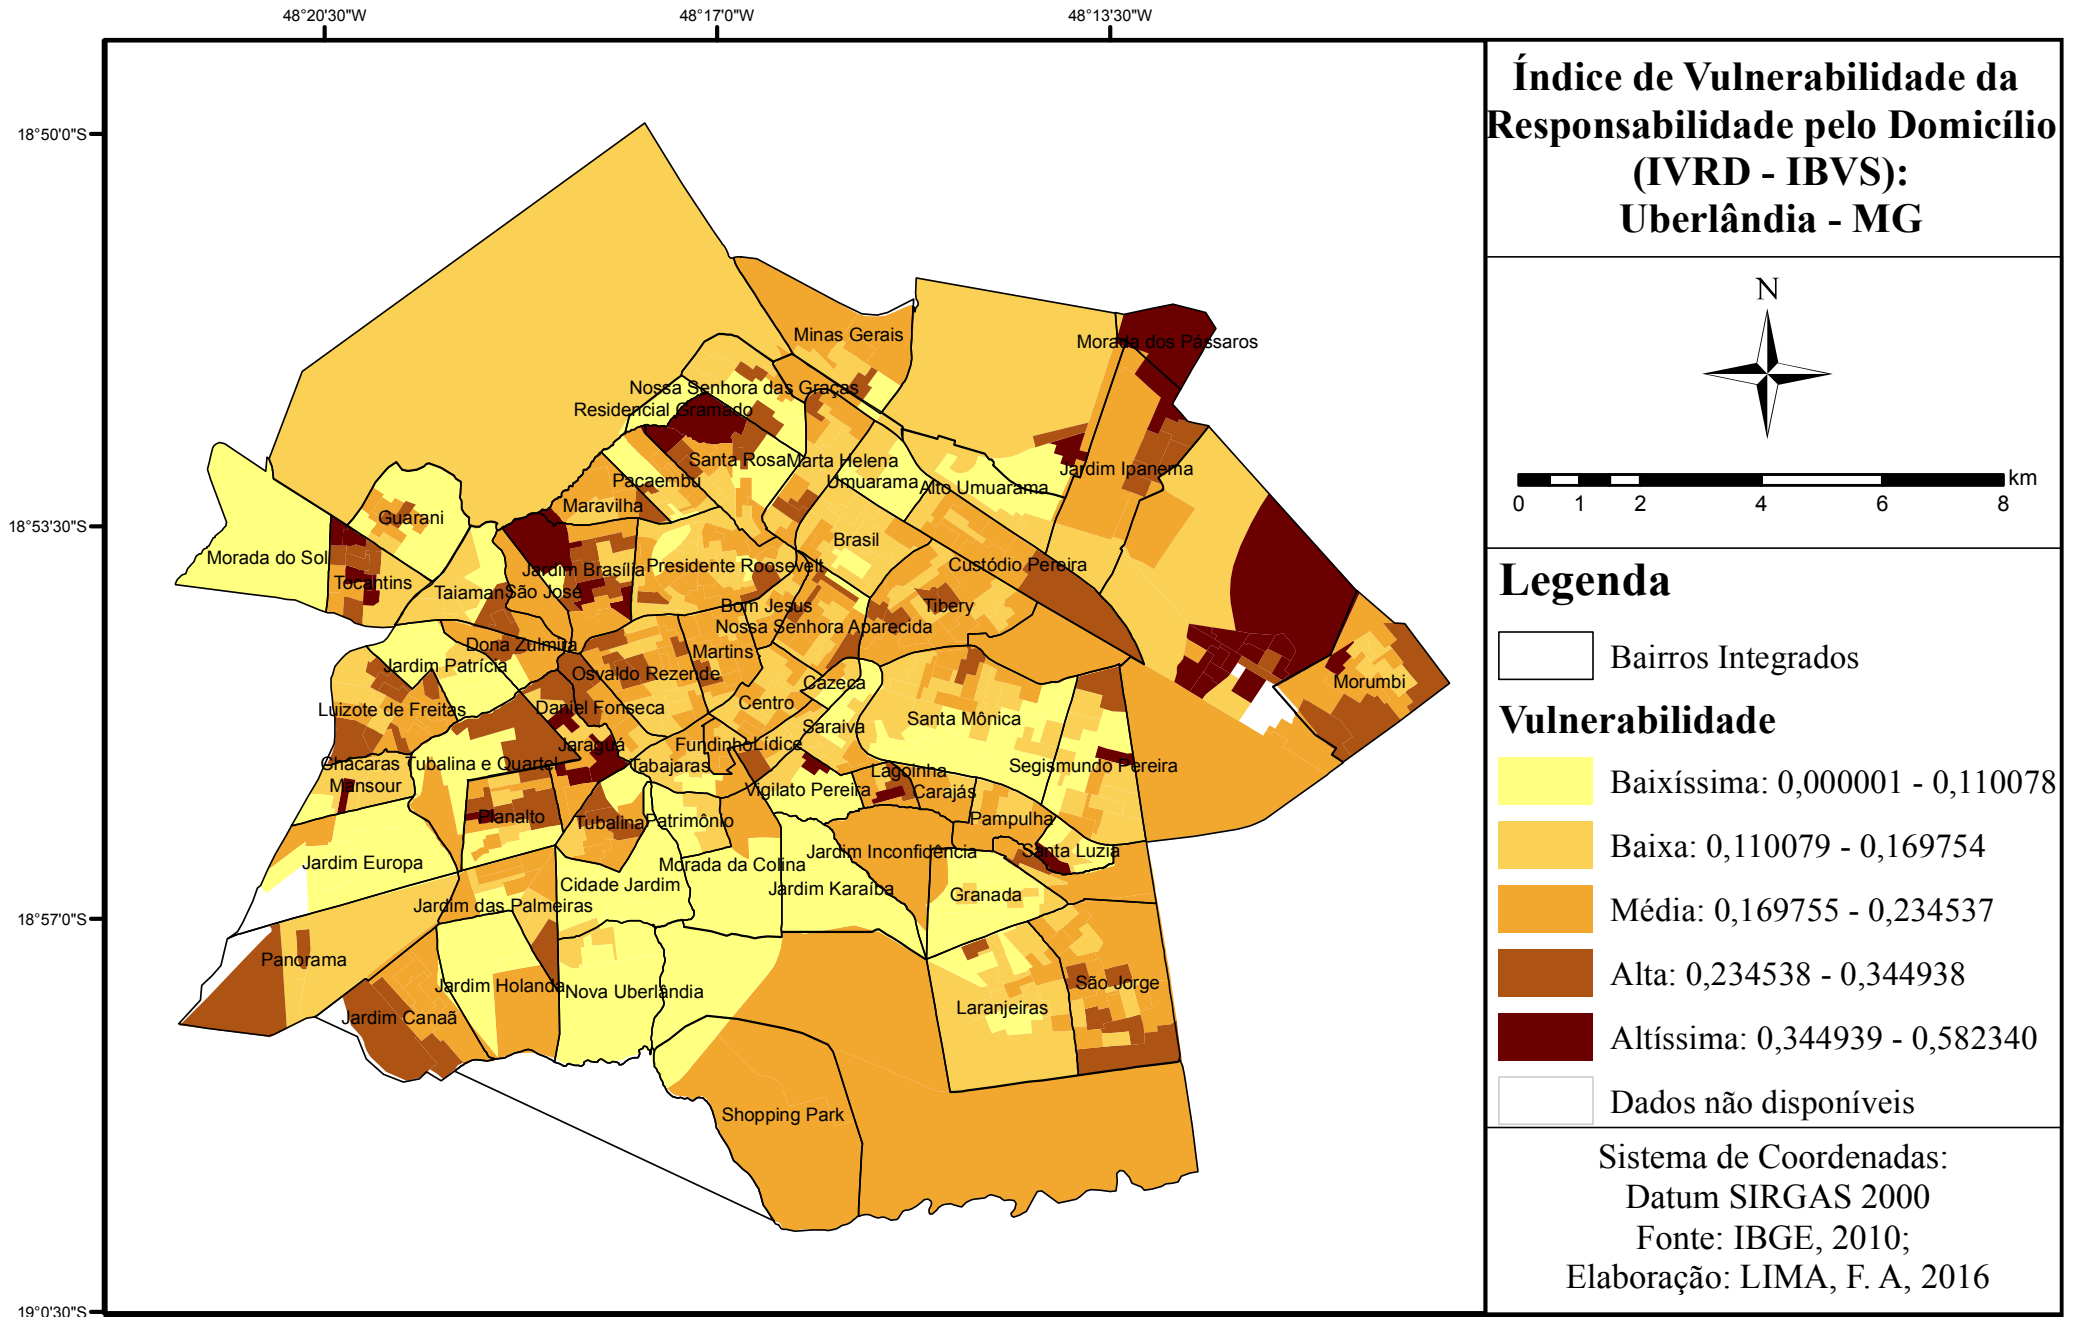 48°20'30"W
48°17'0"W
48°13'30"W
18°50'0"S
18°53'30"S
18°57'0"S
19°0'30"S
Minas Gerais
Morada dos Pássaros
Nossa Senhora das Graças
Residencial Gramado
Santa Rosa
Marta Helena
Jardim Ipanema
Pacaembu
Umuarama
Alto Umuarama
Maravilha
Guarani
Brasil
Morada do Sol
Jardim Brasília
Presidente Roosevelt
Custódio Pereira
Tocantins
Taiaman
São José
Bom Jesus
Tibery
Nossa Senhora Aparecida
Dona Zulmira
Martins
Jardim Patrícia
Osvaldo Rezende
Cazeca
Morumbi
Luizote de Freitas
Daniel Fonseca
Centro
Santa Mônica
Saraiva
Jaraguá
Fundinho
Lídice
Chácaras Tubalina e Quartel
Tabajaras
Segismundo Pereira
Lagoinha
Mansour
Vigilato Pereira
Carajás
Planalto
Tubalina
Patrimônio
Pampulha
Jardim Europa
Morada da Colina
Jardim Inconfidência
Santa Luzia
Cidade Jardim
Jardim Karaíba
Granada
Jardim das Palmeiras
Panorama
Jardim Holanda
Nova Uberlândia
São Jorge
Jardim Canaã
Laranjeiras
Shopping Park
Índice de Vulnerabilidade da
Responsabilidade pelo Domicílio
(IVRD - IBVS):
Uberlândia - MG
N
km
0 1 2 4 6 8
Legenda
Bairros Integrados
Vulnerabilidade
Baixíssima: 0,000001 - 0,110078
Baixa: 0,110079 - 0,169754
Média: 0,169755 - 0,234537
Alta: 0,234538 - 0,344938
Altíssima: 0,344939 - 0,582340
Dados não disponíveis
Sistema de Coordenadas:
Datum SIRGAS 2000
Fonte: IBGE, 2010;
Elaboração: LIMA, F. A, 2016